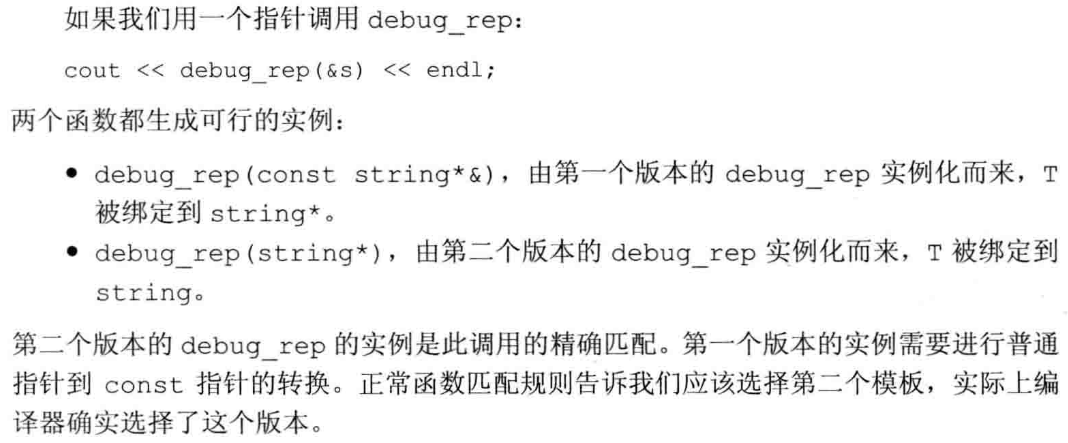 如果我们用一个指针调用 debug_rep：
cout << debug_rep(&s) << endl;
两个函数都生成可行的实例：
● debug_rep(const string*&)，由第一个版本的 debug_rep 实例化而来，T
被绑定到 string*。
● debug_rep(string*)，由第二个版本的 debug_rep 实例化而来，T 被绑定到
string。
第二个版本的 debug_rep 的实例是此调用的精确匹配。第一个版本的实例需要进行普通
指针到 const 指针的转换。正常函数匹配规则告诉我们应该选择第二个模板，实际上编
译器确实选择了这个版本。